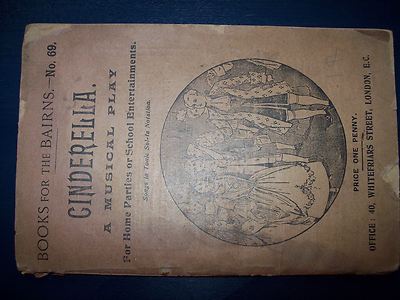 BOOKS FOR THE BAIRNS.—No. 69.
CINDERELLA.
A MUSICAL PLAY
For Home Parties or School Entertainments.
Songs in Tonic Sol-fa Notation.
PRICE ONE PENNY.
OFFICE: 40, WHITEFRIARS STREET, LONDON, E.C.